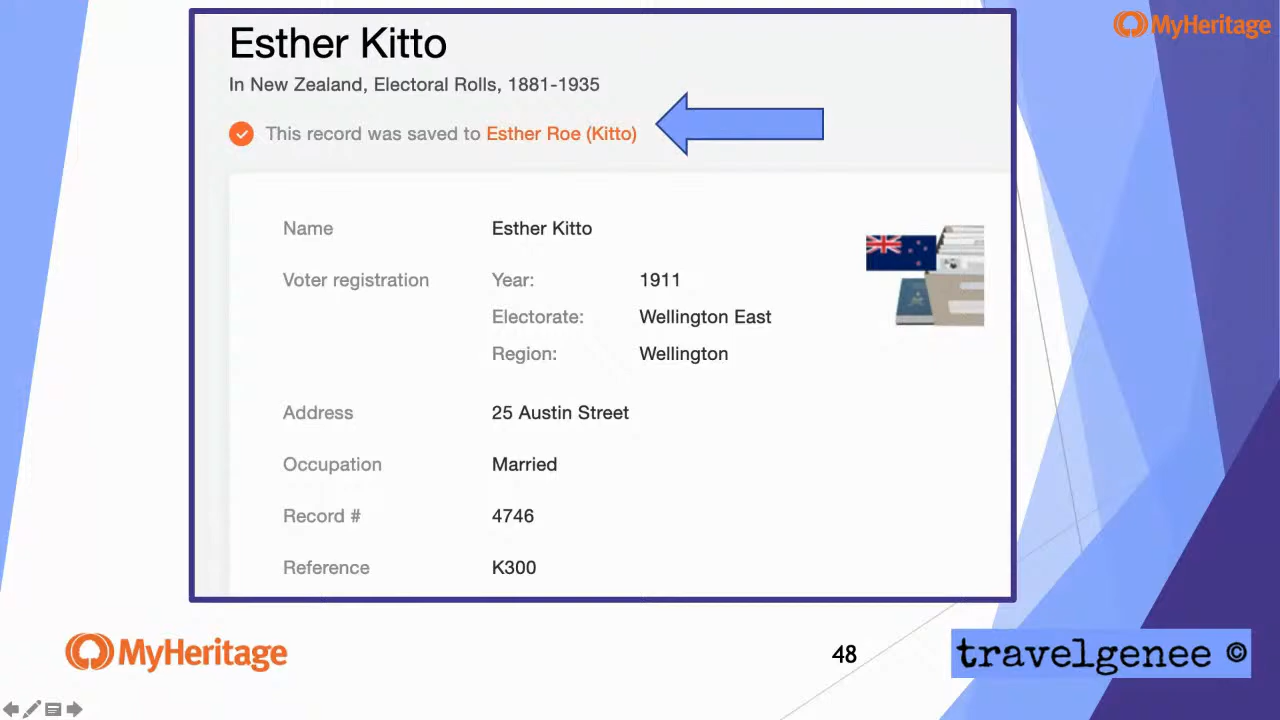 MyHeritage
Esther Kitto
In New Zealand, Electoral Rolls, 1881-1935
This record was saved to Esther Roe (Kitto)
Name Esther Kitto
Voter registration Year: 1911
Electorate: Wellington East
Region: Wellington
Address 25 Austin Street
Occupation Married
Record # 4746
Reference K300
MyHeritage
48
travelgenee ©